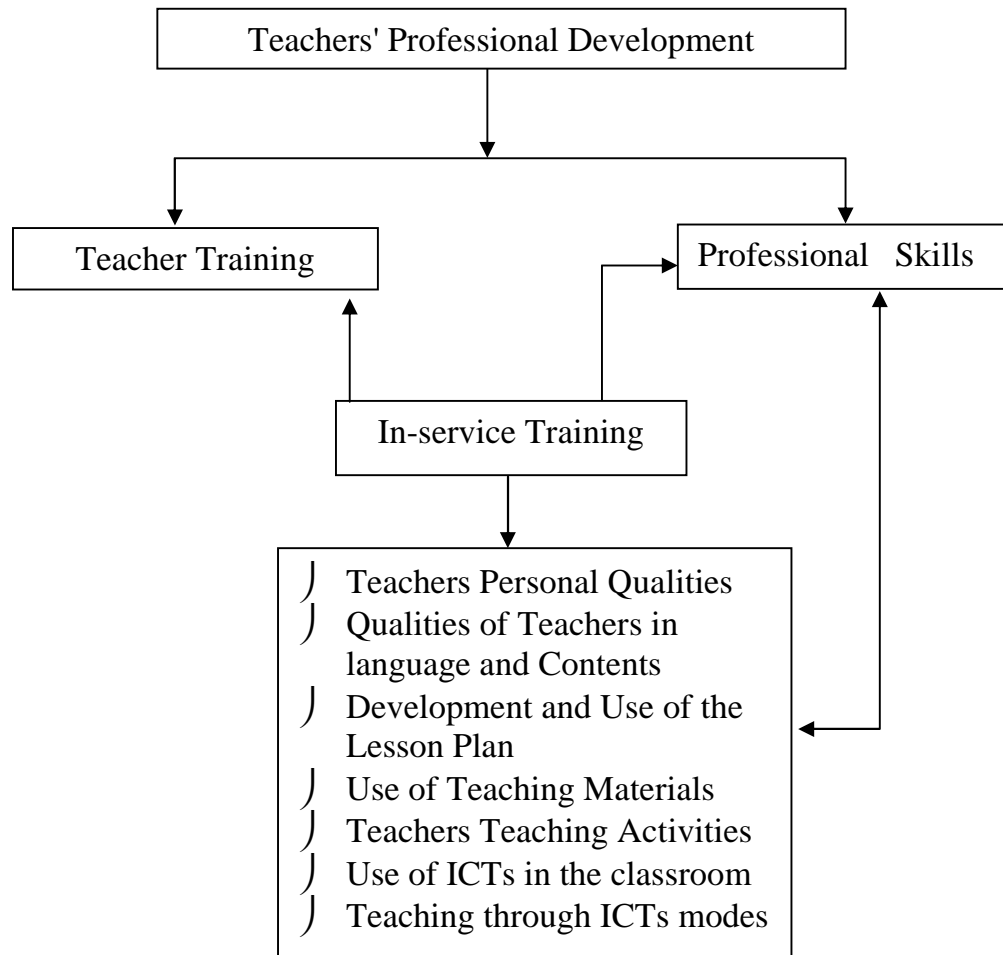 Teachers' Professional Development
Teacher Training
Professional Skills
In-service Training
Teachers Personal Qualities
Qualities of Teachers in
language and Contents
Development and Use of the
Lesson Plan
Use of Teaching Materials
Teachers Teaching Activities
Use of ICTs in the classroom
Teaching through ICTs modes